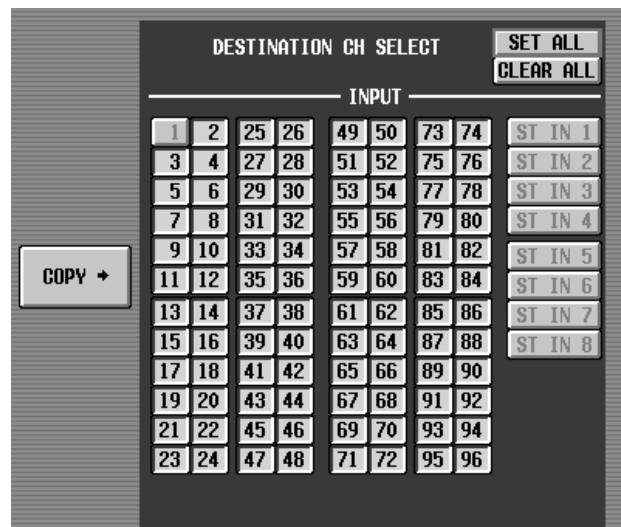 DESTINATION CH SELECT SET ALL
CLEAR ALL
INPUT
1 2 25 26 49 50 73 74 ST IN 1
3 4 27 28 51 52 75 76 ST IN 2
5 6 29 30 53 54 77 78 ST IN 3
7 8 31 32 55 56 79 80 ST IN 4
9 10 33 34 57 58 81 82 ST IN 5
COPY → 11 12 35 36 59 60 83 84 ST IN 6
13 14 37 38 61 62 85 86 ST IN 7
15 16 39 40 63 64 87 88 ST IN 8
17 18 41 42 65 66 89 90
19 20 43 44 67 68 91 92
21 22 45 46 69 70 93 94
23 24 47 48 71 72 95 96